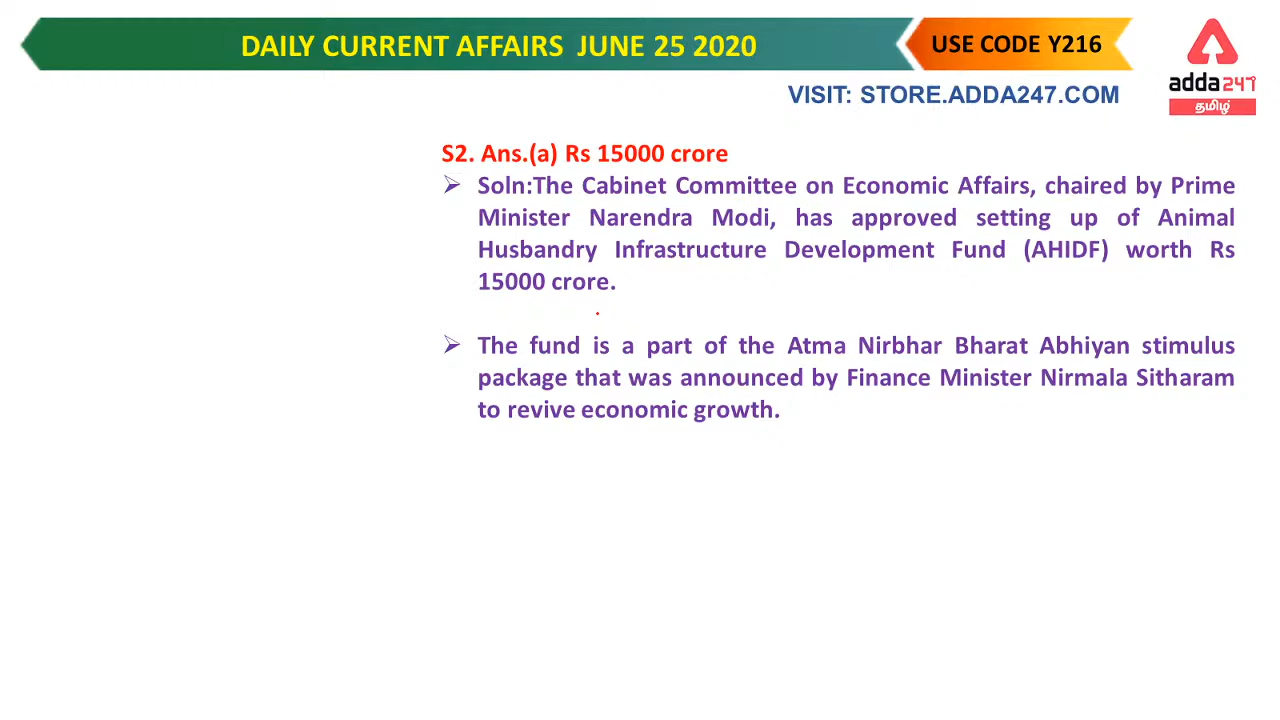 DAILY CURRENT AFFAIRS JUNE 25 2020
USE CODE Y216
adda247
தமிழ்
VISIT: STORE.ADDA247.COM
S2. Ans.(a) Rs 15000 crore
➢ Soln:The Cabinet Committee on Economic Affairs, chaired by Prime
Minister Narendra Modi, has approved setting up of Animal
Husbandry Infrastructure Development Fund (AHIDF) worth Rs
15000 crore.
➢ The fund is a part of the Atma Nirbhar Bharat Abhiyan stimulus
package that was announced by Finance Minister Nirmala Sitharam
to revive economic growth.